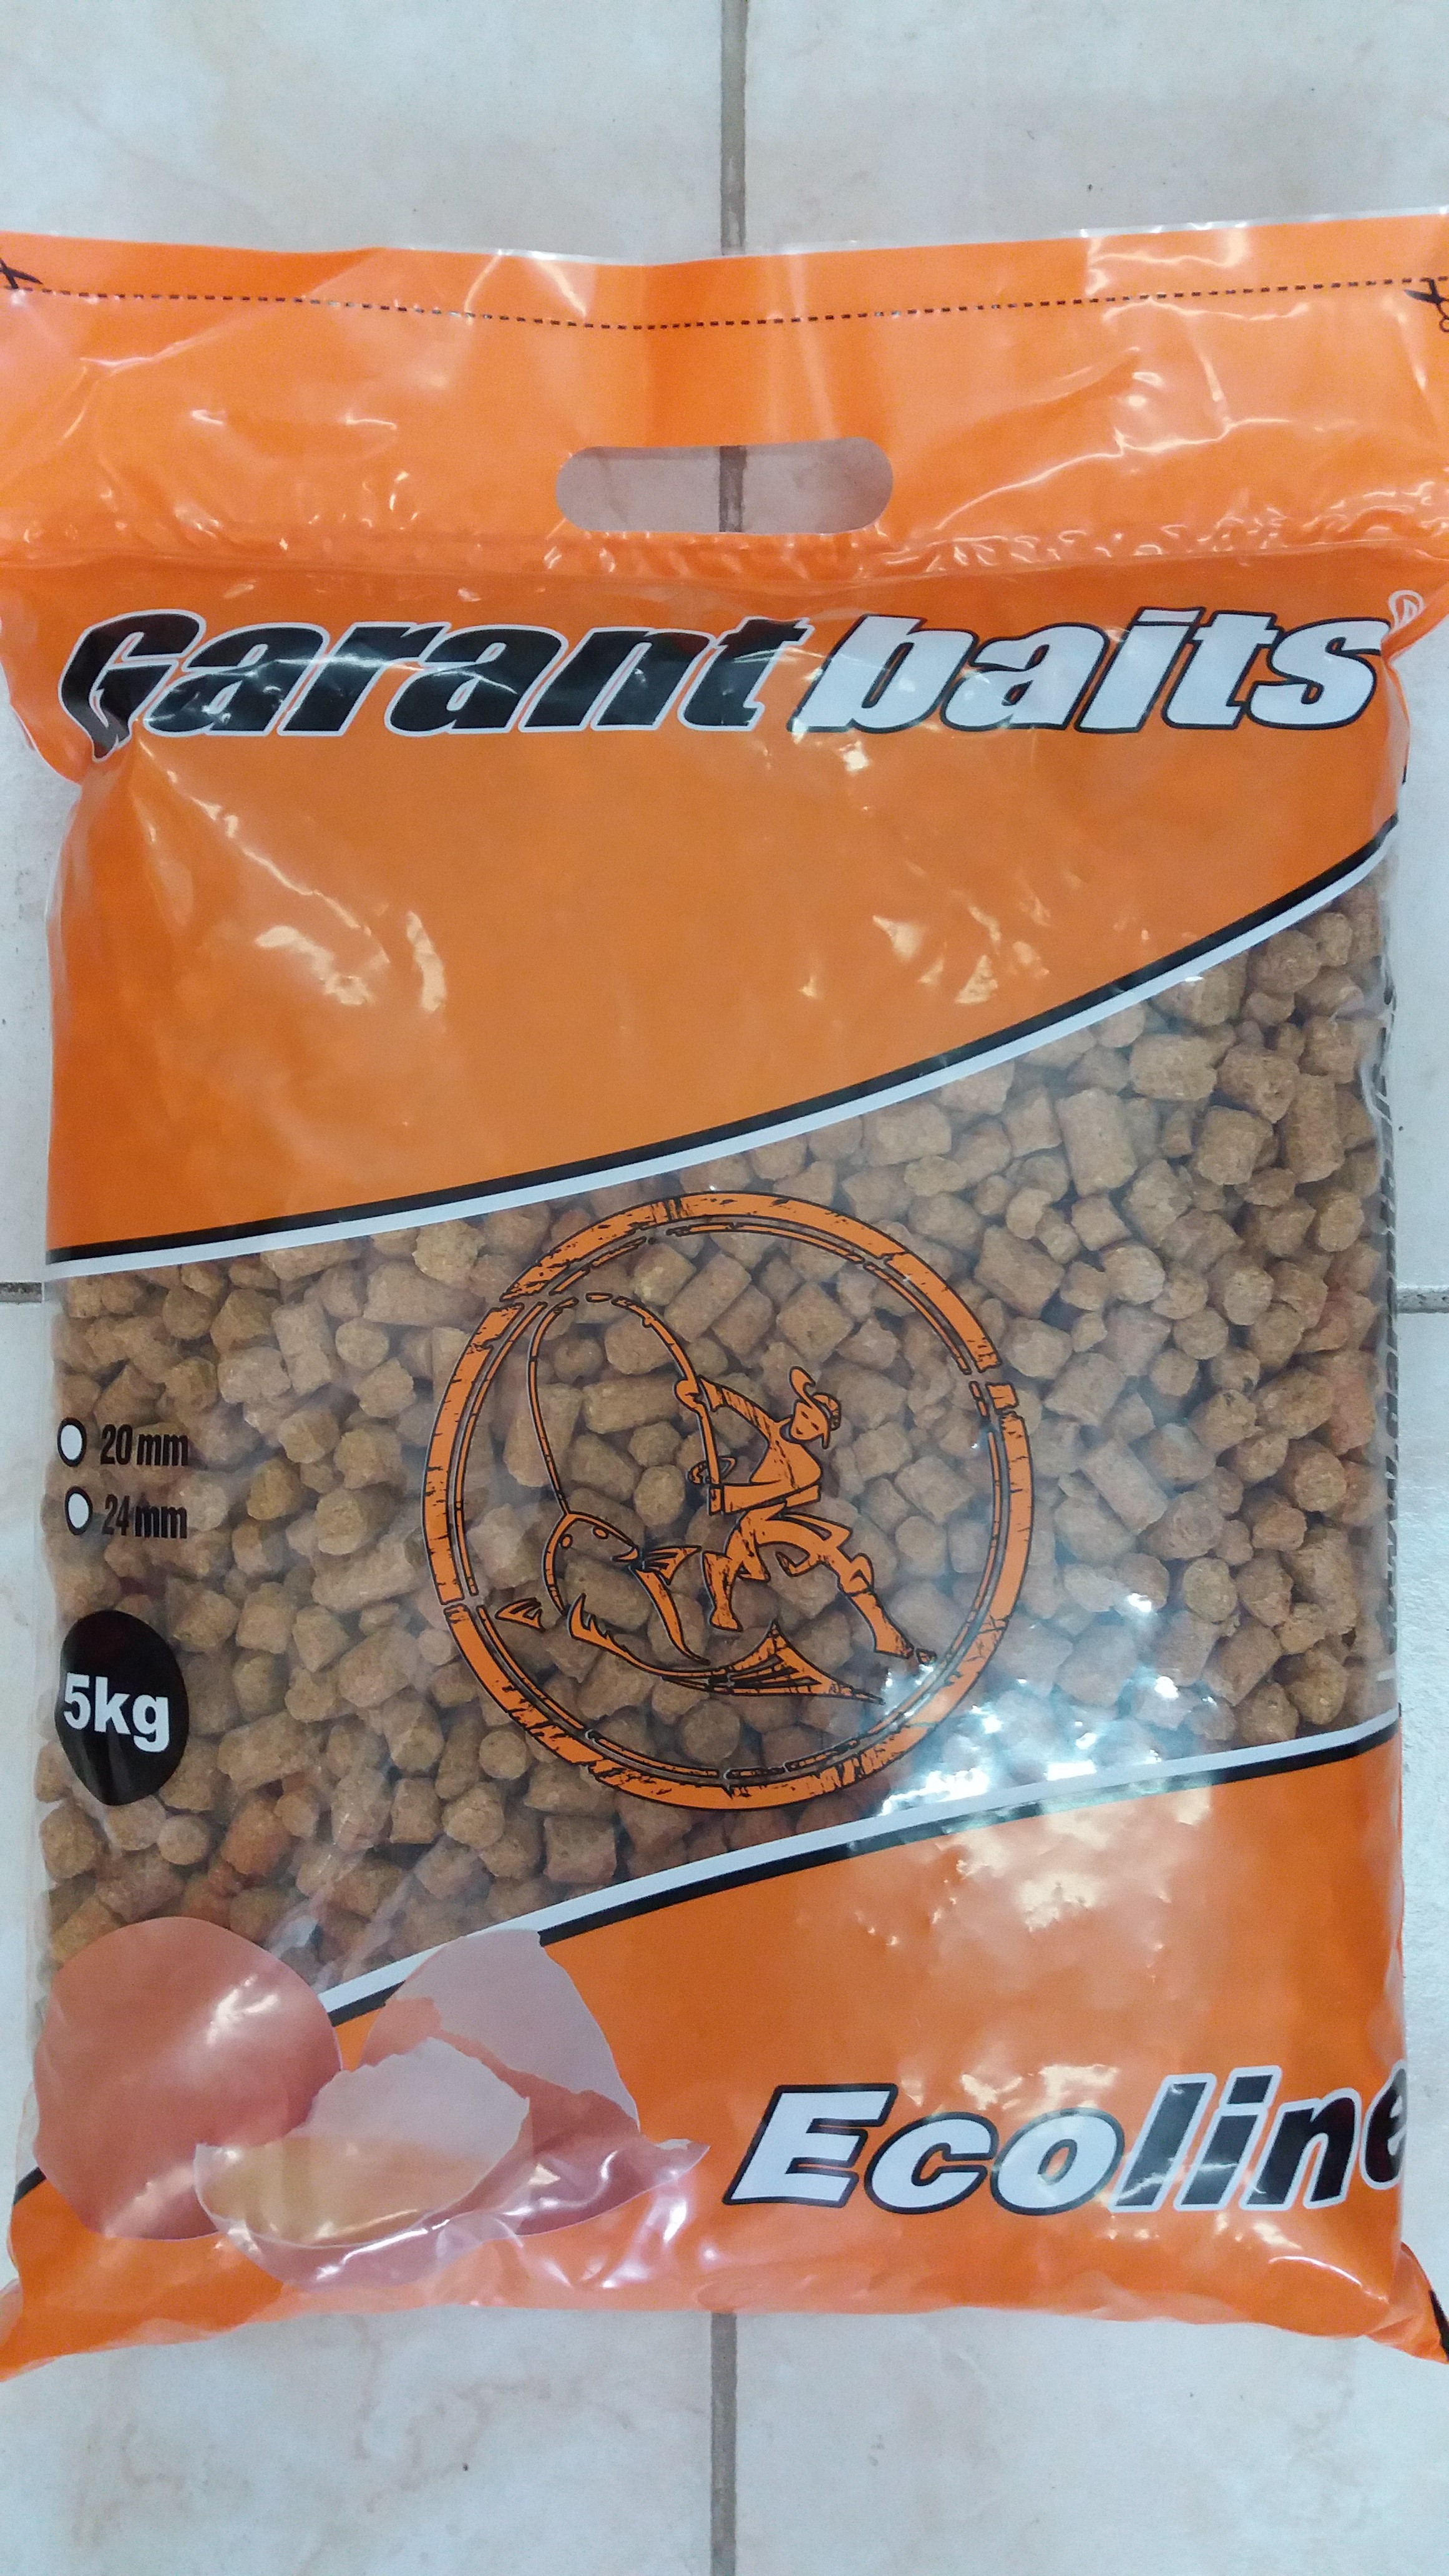 Garant baits®
20 mm
24 mm
5kg
Ecoline